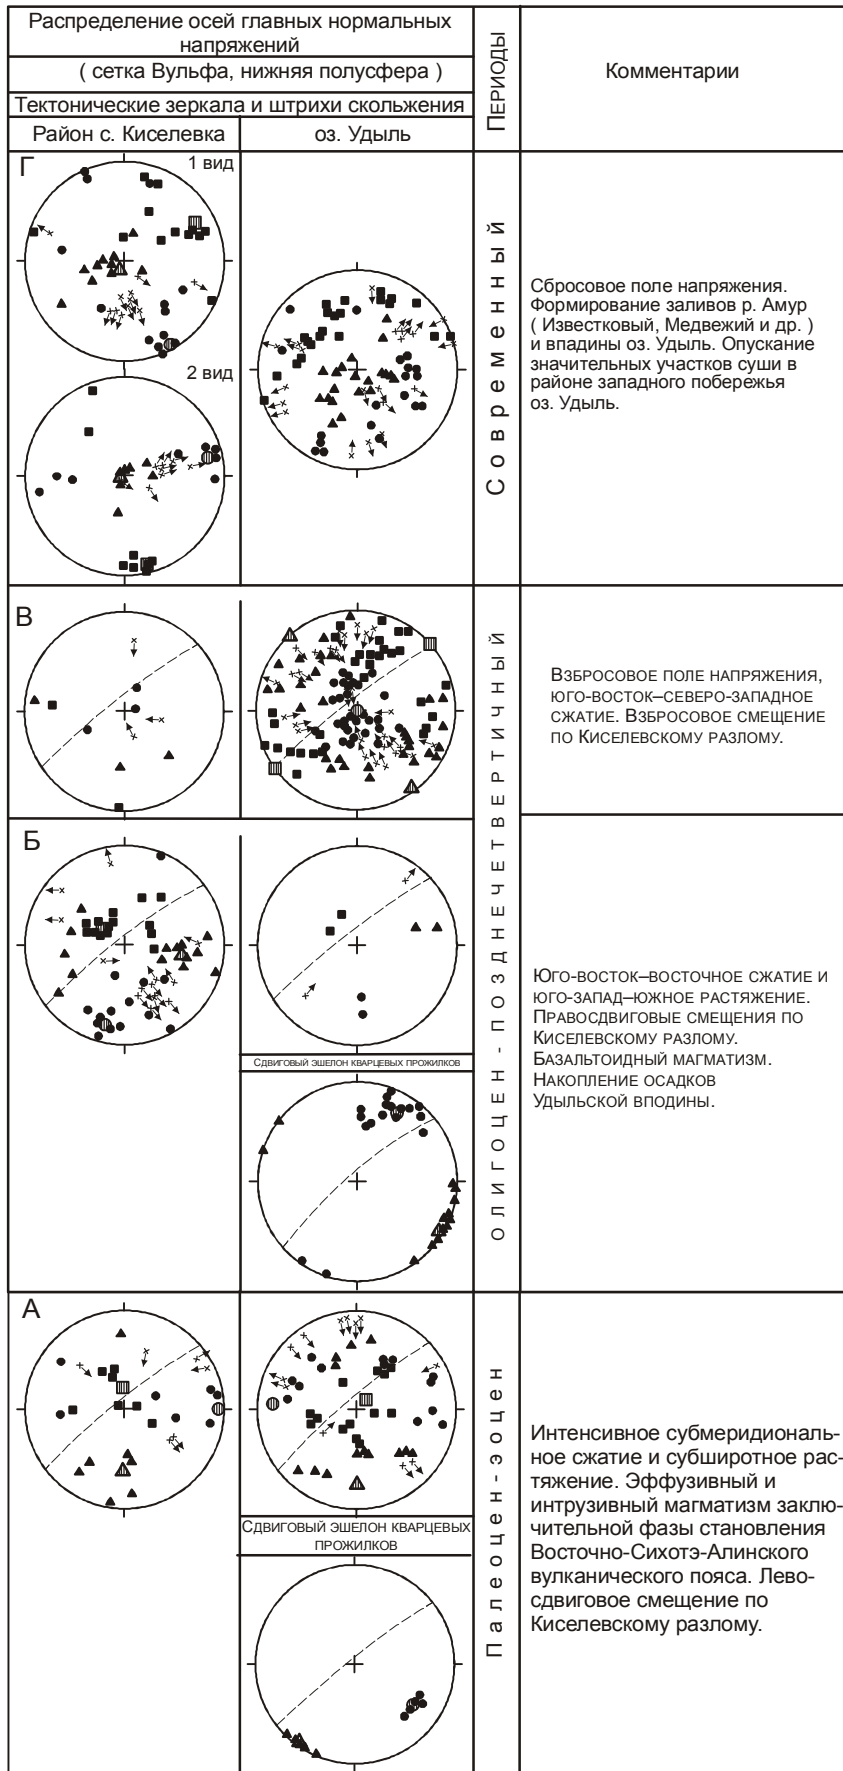 Распределение осей главных нормальных
напряжений
( сетка Вульфа, нижняя полусфера )
Тектонические зеркала и штрихи скольжения
Район с. Киселевка
оз. Удыль
ПЕРИОДЫ
Комментарии
Г
1 вид
2 вид
Современный
Сбросовое поле напряжения.
Формирование заливов р. Амур
( Известковый, Медвежий и др. )
и впадины оз. Удыль. Опускание
значительных участков суши в
районе западного побережья
оз. Удыль.
В
ОЛИГОЦЕН-ПОЗДНЕЧЕТВЕРТИЧНЫЙ
ВЗБРОСОВОЕ ПОЛЕ НАПРЯЖЕНИЯ,
ЮГО-ВОСТОК–СЕВЕРО-ЗАПАДНОЕ
СЖАТИЕ. ВЗБРОСОВОЕ СМЕЩЕНИЕ
ПО КИСЕЛЕВСКОМУ РАЗЛОМУ.
Б
СДВИГОВЫЙ ЭШЕЛОН КВАРЦЕВЫХ ПРОЖИЛКОВ
ЮГО-ВОСТОК–ВОСТОЧНОЕ СЖАТИЕ И
ЮГО-ЗАПАД–ЮЖНОЕ РАСТЯЖЕНИЕ.
ПРАВОСДВИГОВЫЕ СМЕЩЕНИЯ ПО
КИСЕЛЕВСКОМУ РАЗЛОМУ.
БАЗАЛЬТОИДНЫЙ МАГМАТИЗМ.
НАКОПЛЕНИЕ ОСАДКОВ
УДЫЛЬСКОЙ ВПОДИНЫ.
А
СДВИГОВЫЙ ЭШЕЛОН КВАРЦЕВЫХ
ПРОЖИЛКОВ
Палеоцен-эоцен
Интенсивное субмеридиональ-
ное сжатие и субширотное рас-
тяжение. Эффузивный и
интрузивный магматизм заклю-
чительной фазы становления
Восточно-Сихотэ-Алинского
вулканического пояса. Лево-
сдвиговое смещение по
Киселевскому разлому.